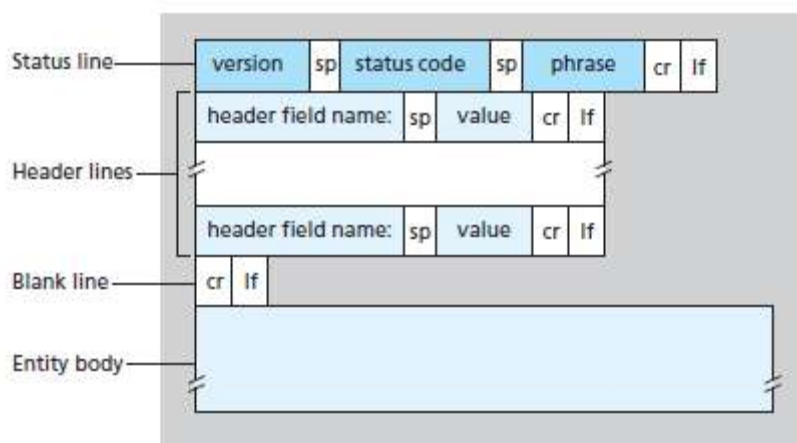 Status line version sp status code sp phrase cr lf
header field name: sp value cr lf
Header lines
header field name: sp value cr lf
Blank line cr lf
Entity body